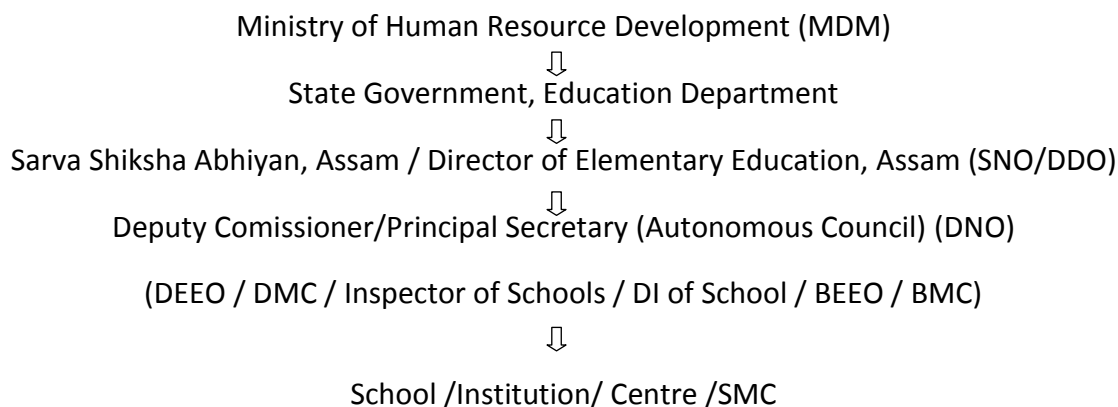 Ministry of Human Resource Development (MDM)
⇩
State Government, Education Department
⇩
Sarva Shiksha Abhiyan, Assam / Director of Elementary Education, Assam (SNO/DDO)
⇩
Deputy Comissioner/Principal Secretary (Autonomous Council) (DNO)
(DEEO / DMC / Inspector of Schools / DI of School / BEEO / BMC)
⇩
School /Institution/ Centre /SMC